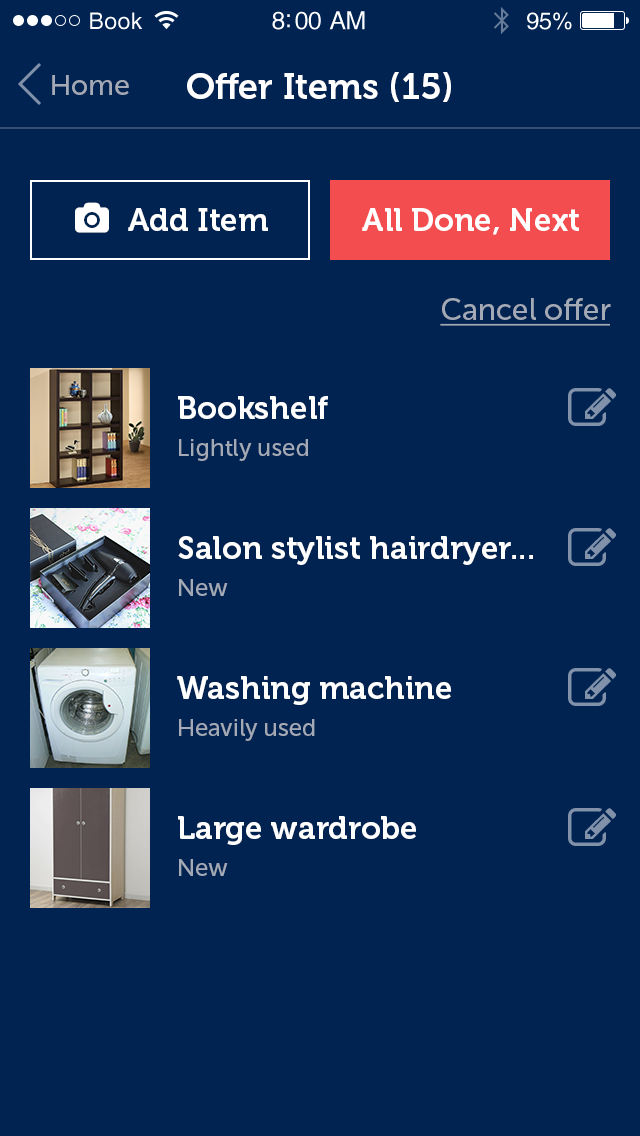 Book 8:00 AM 95%
Home Offer Items (15)
Add Item All Done, Next
Cancel offer
Bookshelf
Lightly used
Salon stylist hairdryer...
New
Washing machine
Heavily used
Large wardrobe
New